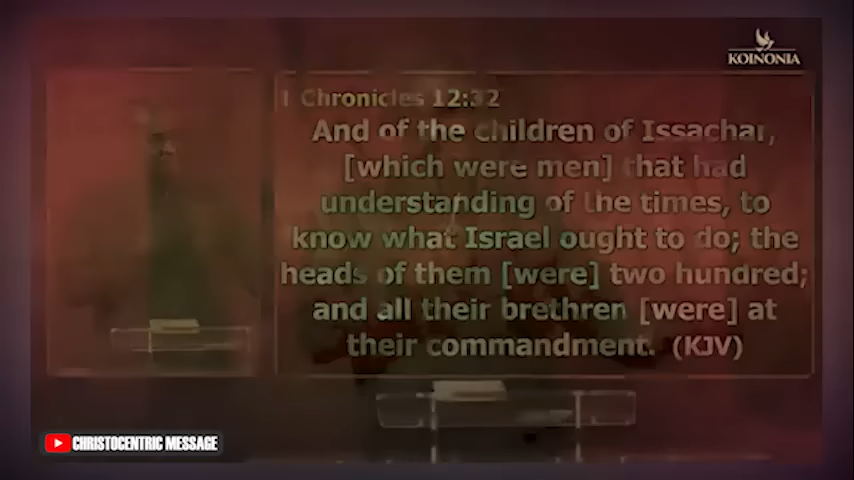 KOINONIA
1 Chronicles 12:32
And of the children of Issachar,
[which were men] that had
understanding of the times, to
know what Israel ought to do; the
heads of them [were] two hundred;
and all their brethren [were] at
their commandment. (KJV)
CHRISTOCENTRIC MESSAGE